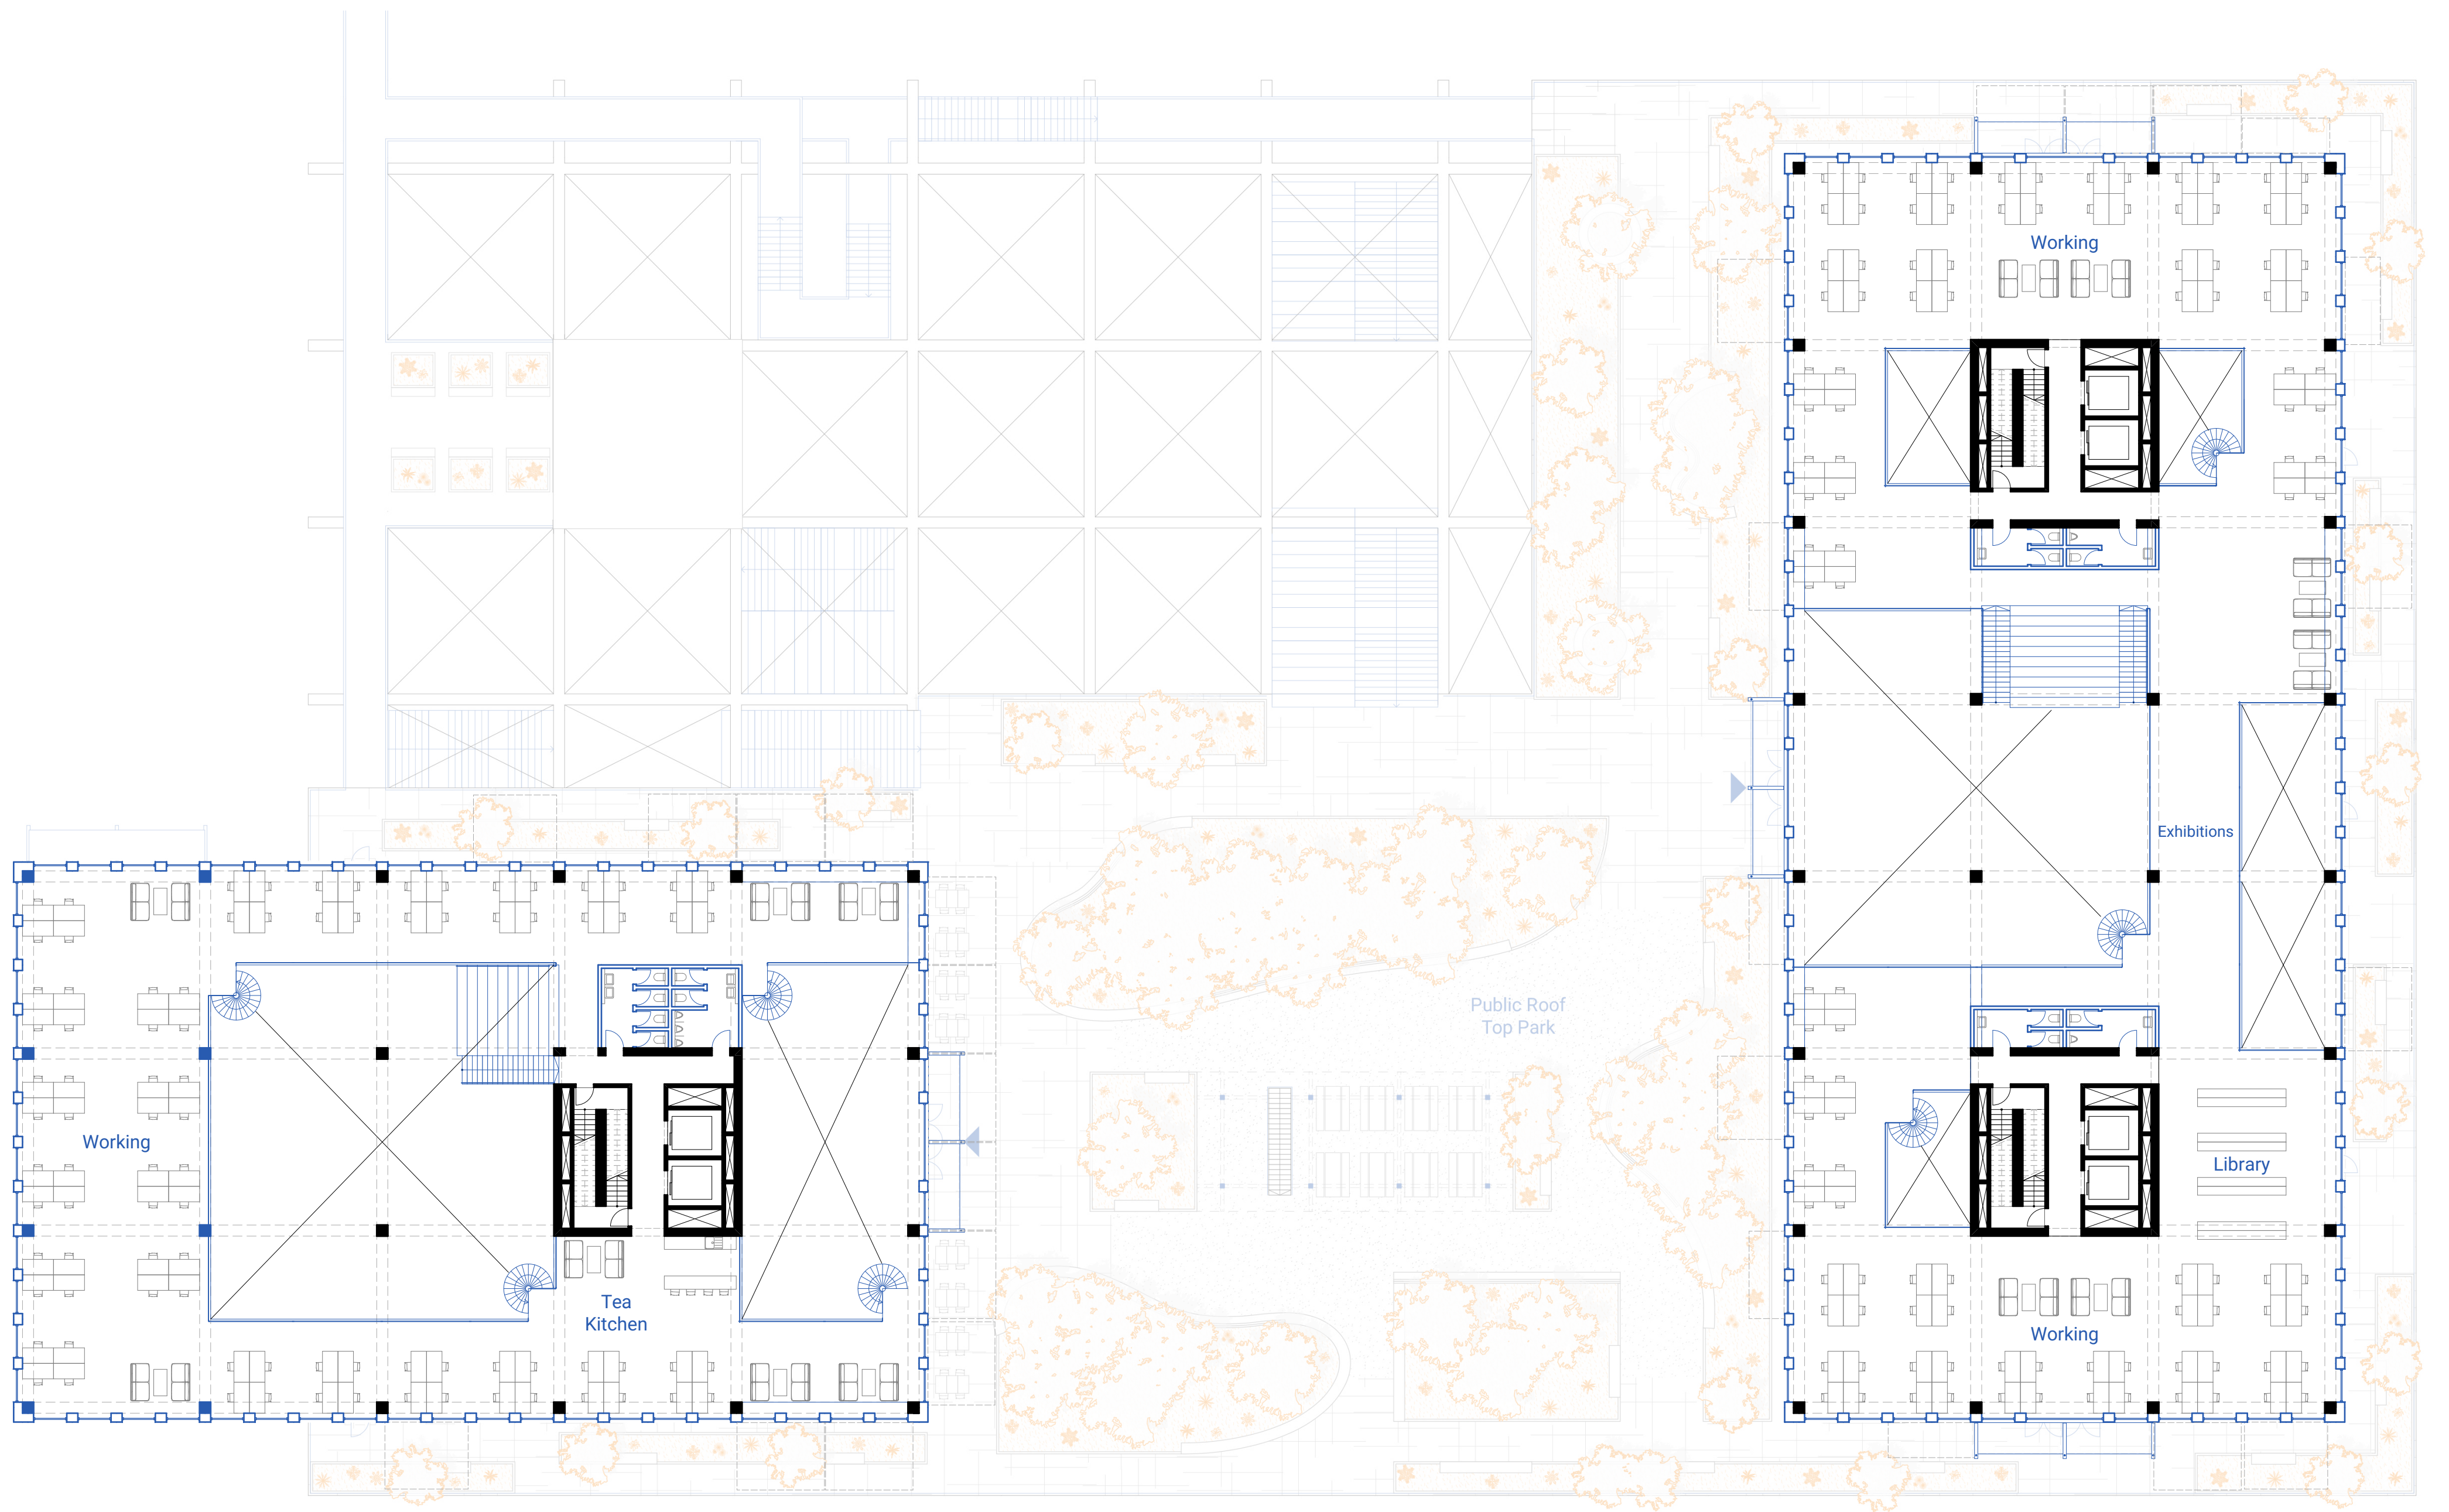 Working
Exhibitions
Public Roof
Top Park
Working
Library
Tea
Kitchen
Working